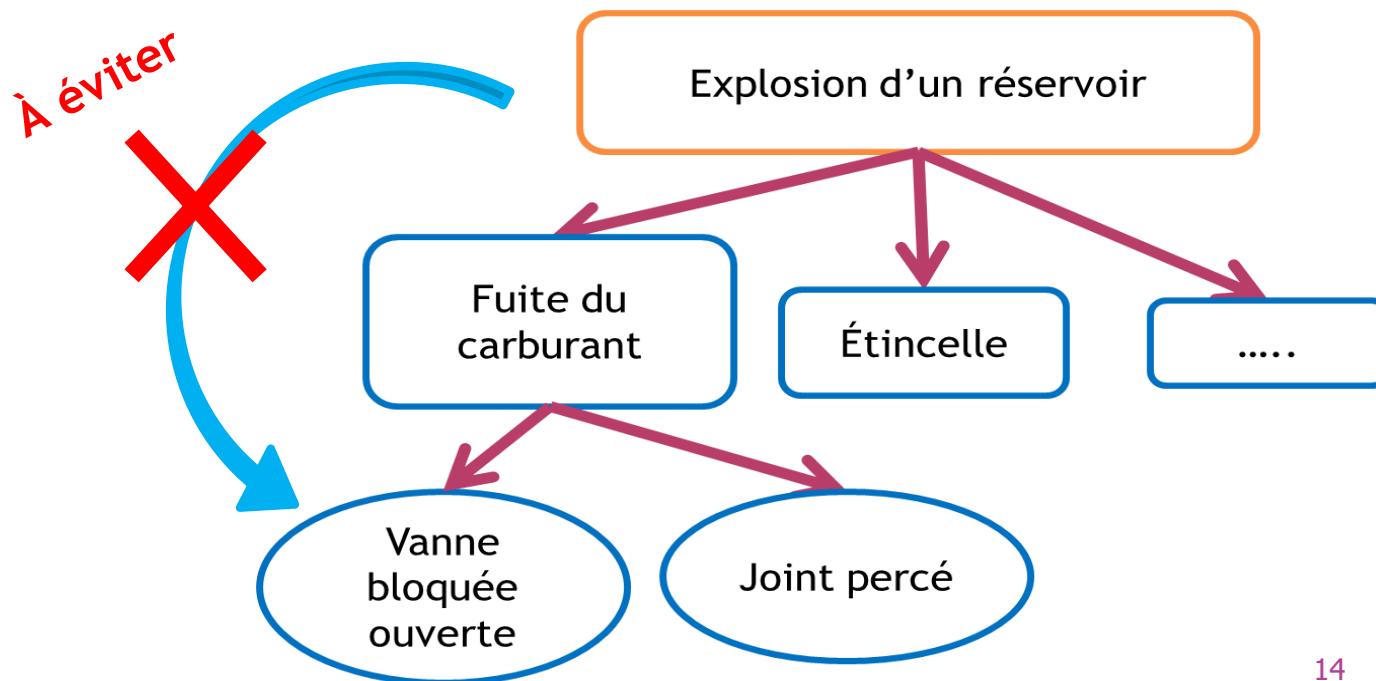 À éviter
Explosion d’un réservoir
Fuite du
carburant
Étincelle
…..
Vanne
bloquée
ouverte
Joint percé
14